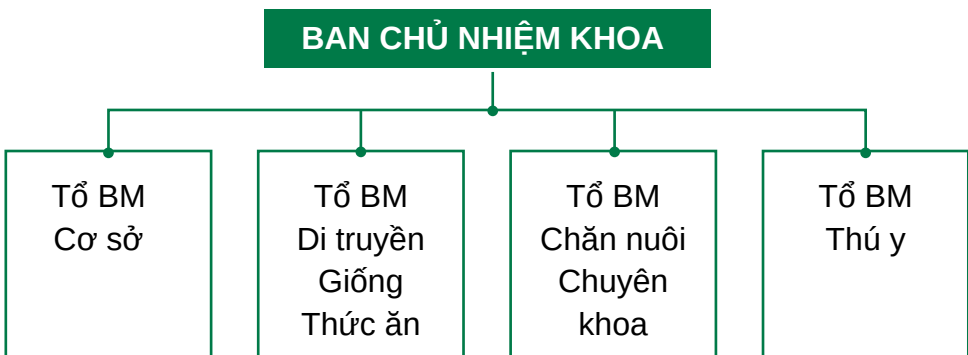 BAN CHỦ NHIỆM KHOA
Tổ BM
Cơ sở
Tổ BM
Di truyền
Giống
Thức ăn
Tổ BM
Chăn nuôi
Chuyên
khoa
Tổ BM
Thú y